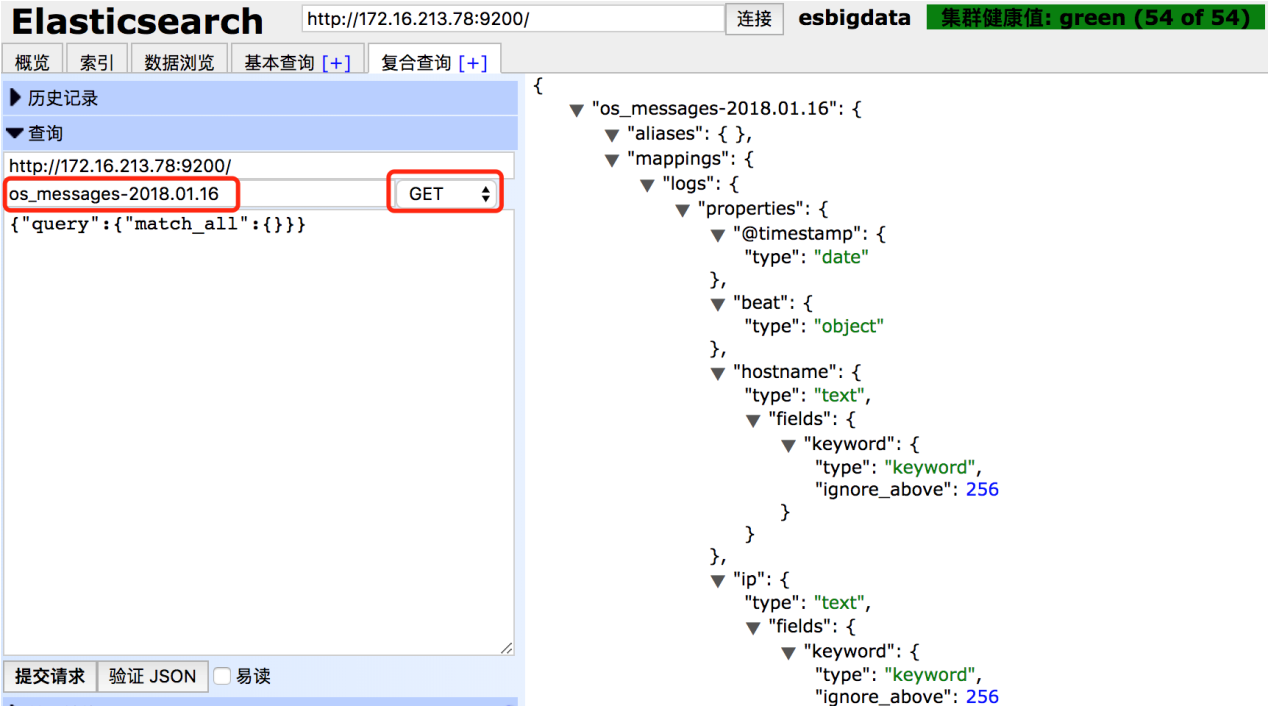 Elasticsearch
http://172.16.213.78:9200/
连接
esbigdata
集群健康值: green (54 of 54)
概览
索引
数据浏览
基本查询 [+]
复合查询 [+]
历史记录
查询
http://172.16.213.78:9200/
os_messages-2018.01.16
GET
{"query":{"match_all":{}}}
提交请求
验证 JSON
易读
{
"os_messages-2018.01.16": {
"aliases": { },
"mappings": {
"logs": {
"properties": {
"@timestamp": {
"type": "date"
},
"beat": {
"type": "object"
},
"hostname": {
"type": "text",
"fields": {
"keyword": {
"type": "keyword",
"ignore_above": 256
}
}
},
"ip": {
"type": "text",
"fields": {
"keyword": {
"type": "keyword",
"ignore_above": 256